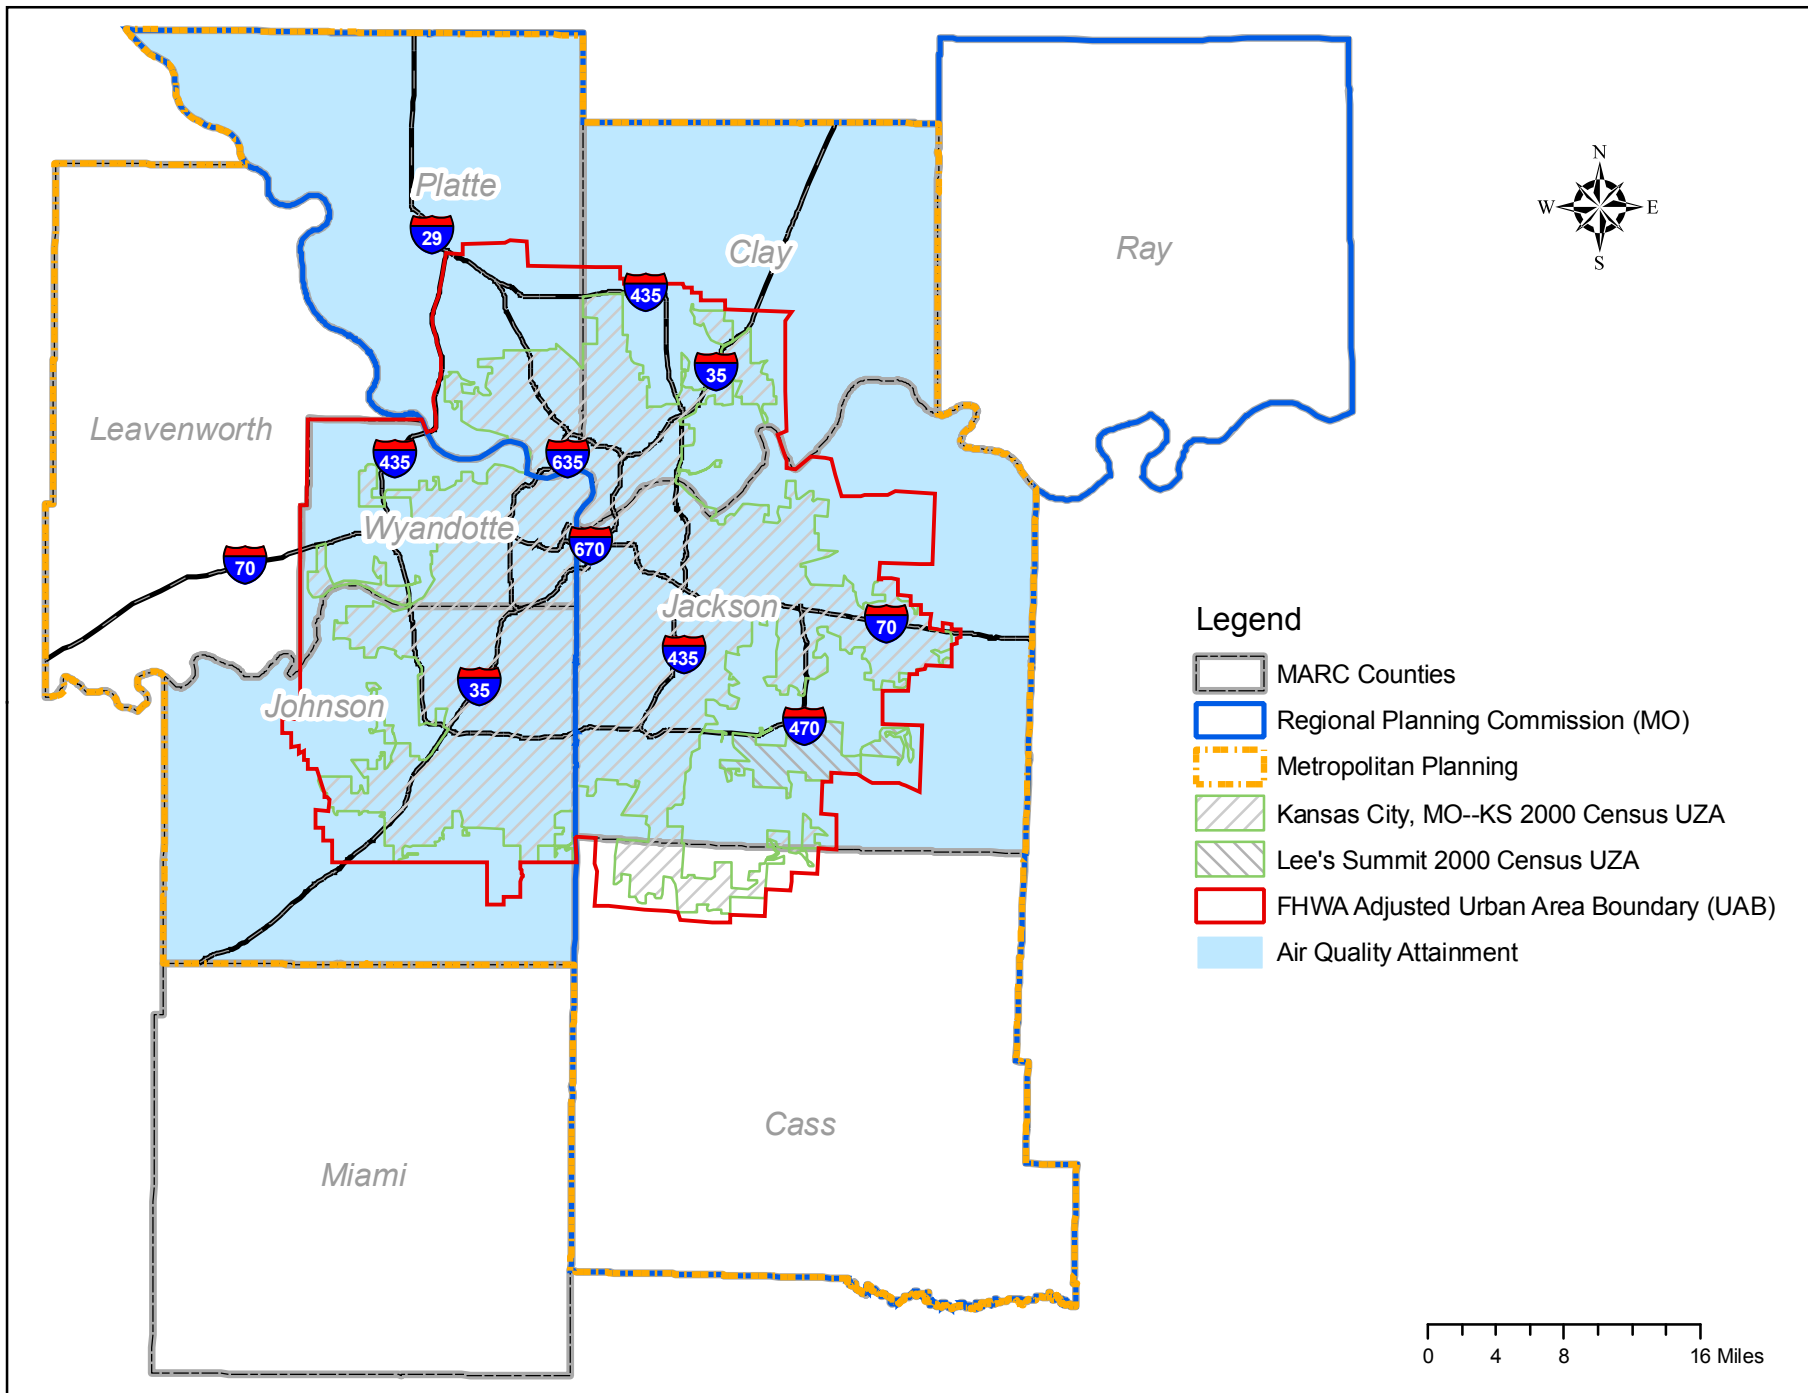 Platte
29
Clay
Ray
N
W
E
S
435
35
Leavenworth
435
635
Wyandotte
670
70
Jackson
70
435
35
Johnson
470
Legend
MARC Counties
Regional Planning Commission (MO)
Metropolitan Planning
Kansas City, MO--KS 2000 Census UZA
Lee's Summit 2000 Census UZA
FHWA Adjusted Urban Area Boundary (UAB)
Air Quality Attainment
Cass
Miami
0 4 8 16 Miles